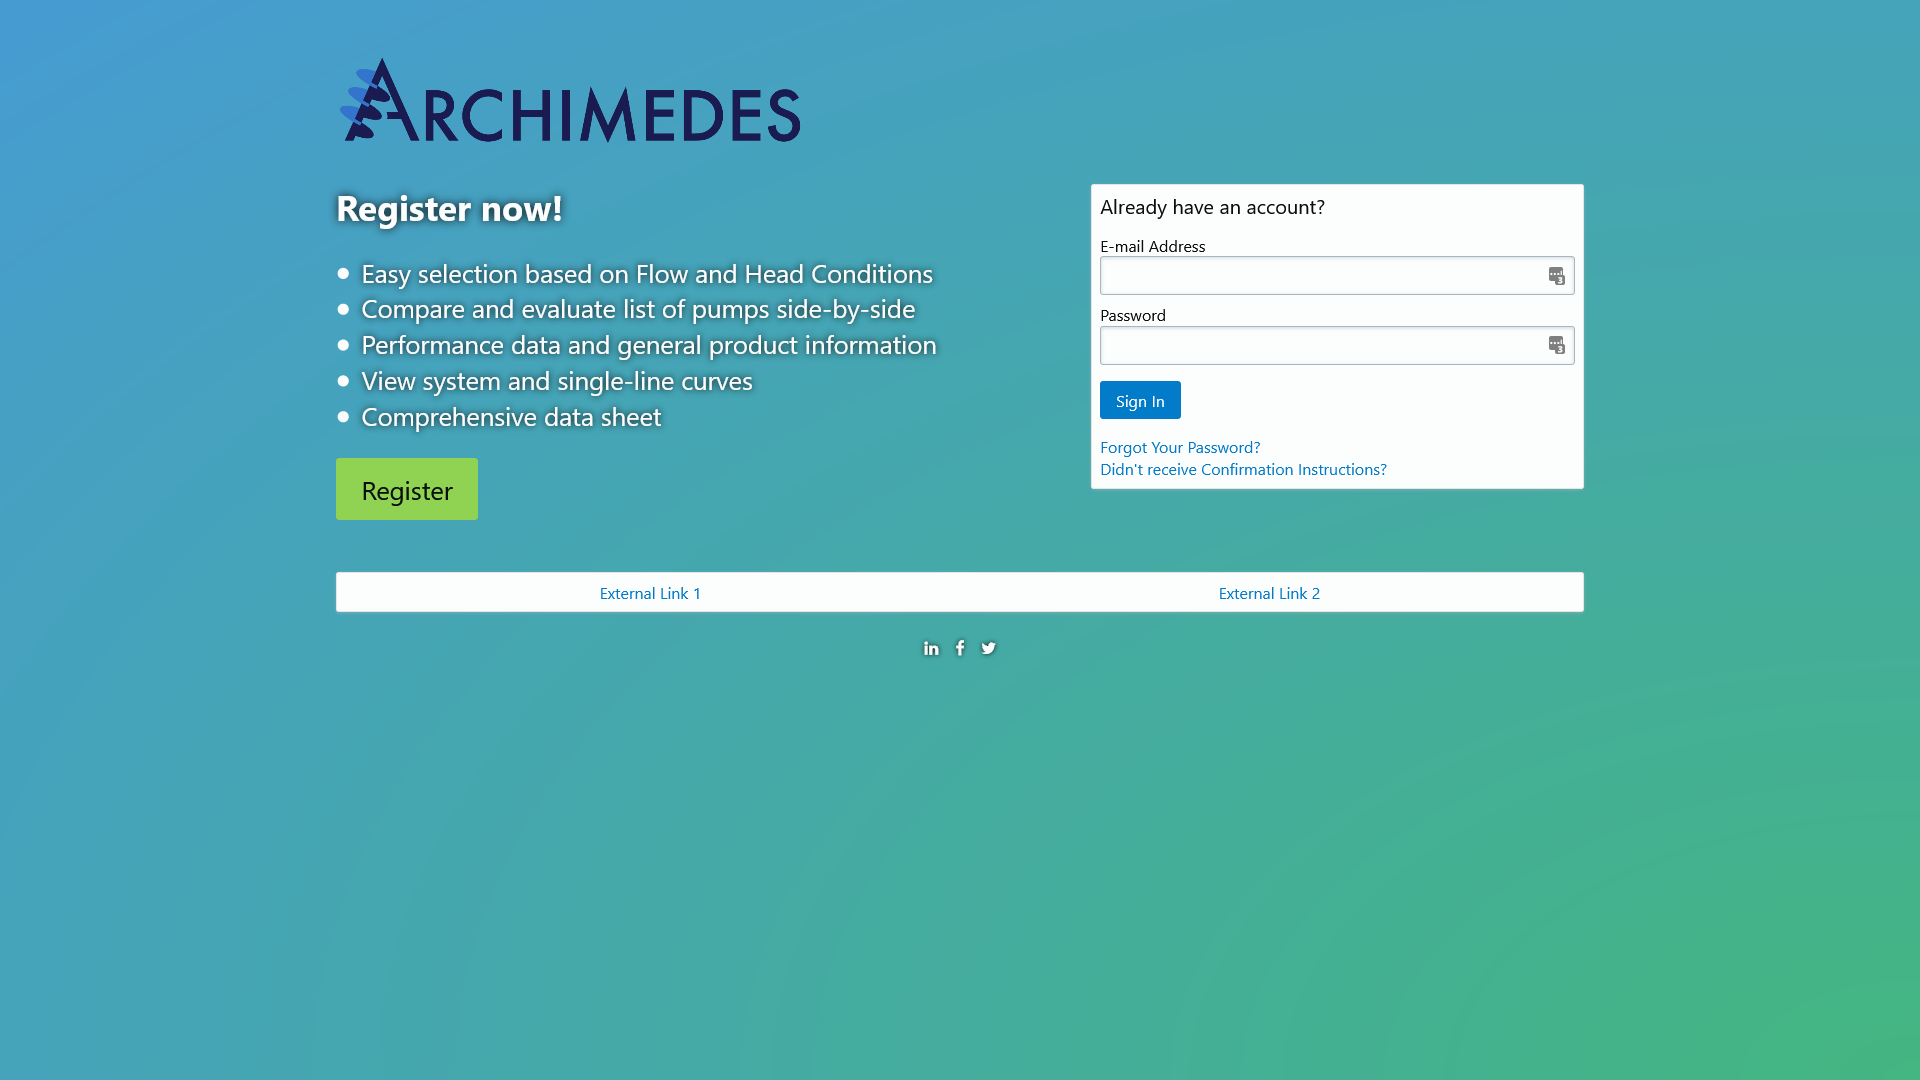 ARCHIMEDES
Register now!
Easy selection based on Flow and Head Conditions
Compare and evaluate list of pumps side-by-side
Performance data and general product information
View system and single-line curves
Comprehensive data sheet
Register
Already have an account?
E-mail Address
3
Password
3
Sign In
Forgot Your Password?
Didn't receive Confirmation Instructions?
External Link 1
External Link 2
in f